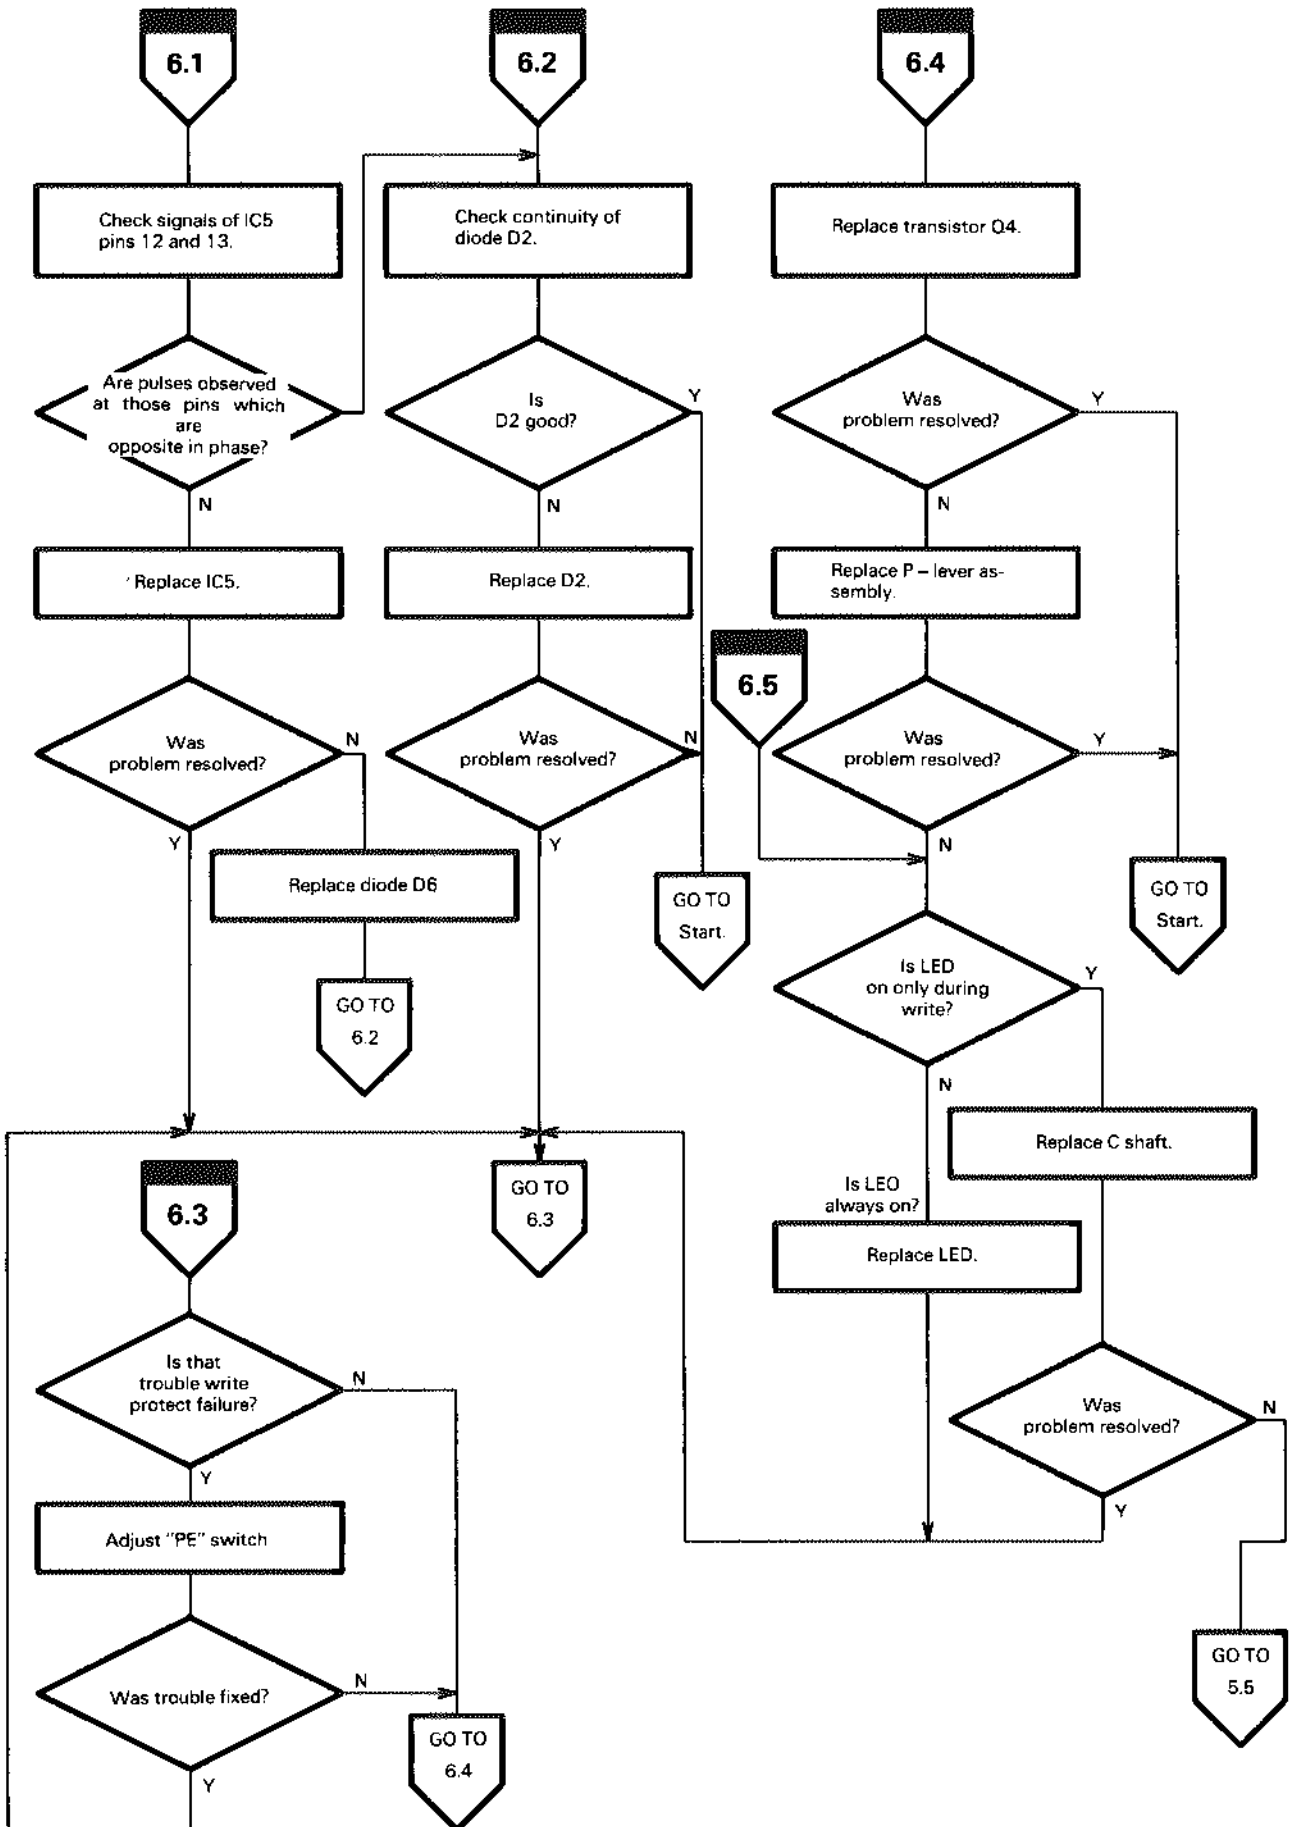 6.1
6.2
6.4
Check signals of IC5
pins 12 and 13.
Check continuity of
diode D2.
Replace transistor Q4.
Are pulses observed
at those pins which
are
opposite in phase?
N
Is
D2 good?
Y
N
Was
problem resolved?
Y
N
Replace IC5.
Replace D2.
Replace P – lever as-
sembly.
6.5
Was
problem resolved?
N
Y
Was
problem resolved?
N
Y
Was
problem resolved?
Y
N
Replace diode D6
GO TO
6.2
GO TO
Start.
GO TO
Start.
Is LED
on only during
write?
Y
N
Replace C shaft.
6.3
GO TO
6.3
Is LEO
always on?
Replace LED.
Is that
trouble write
protect failure?
N
Y
Was
problem resolved?
N
Y
Adjust "PE" switch
Was trouble fixed?
N
Y
GO TO
6.4
GO TO
5.5